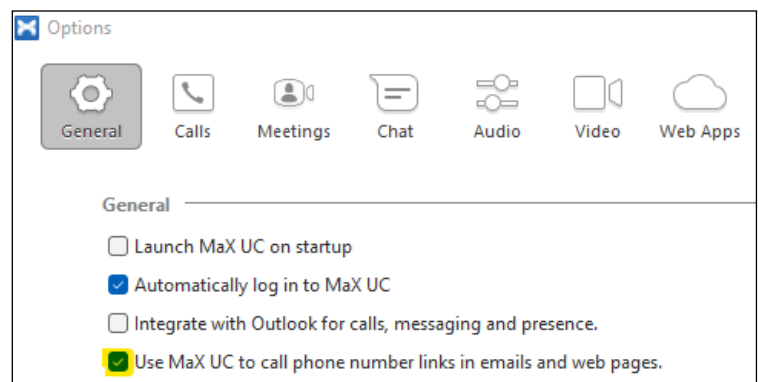 Options
General Calls Meetings Chat Audio Video Web Apps
General
Launch MaX UC on startup
Automatically log in to MaX UC
Integrate with Outlook for calls, messaging and presence.
Use MaX UC to call phone number links in emails and web pages.